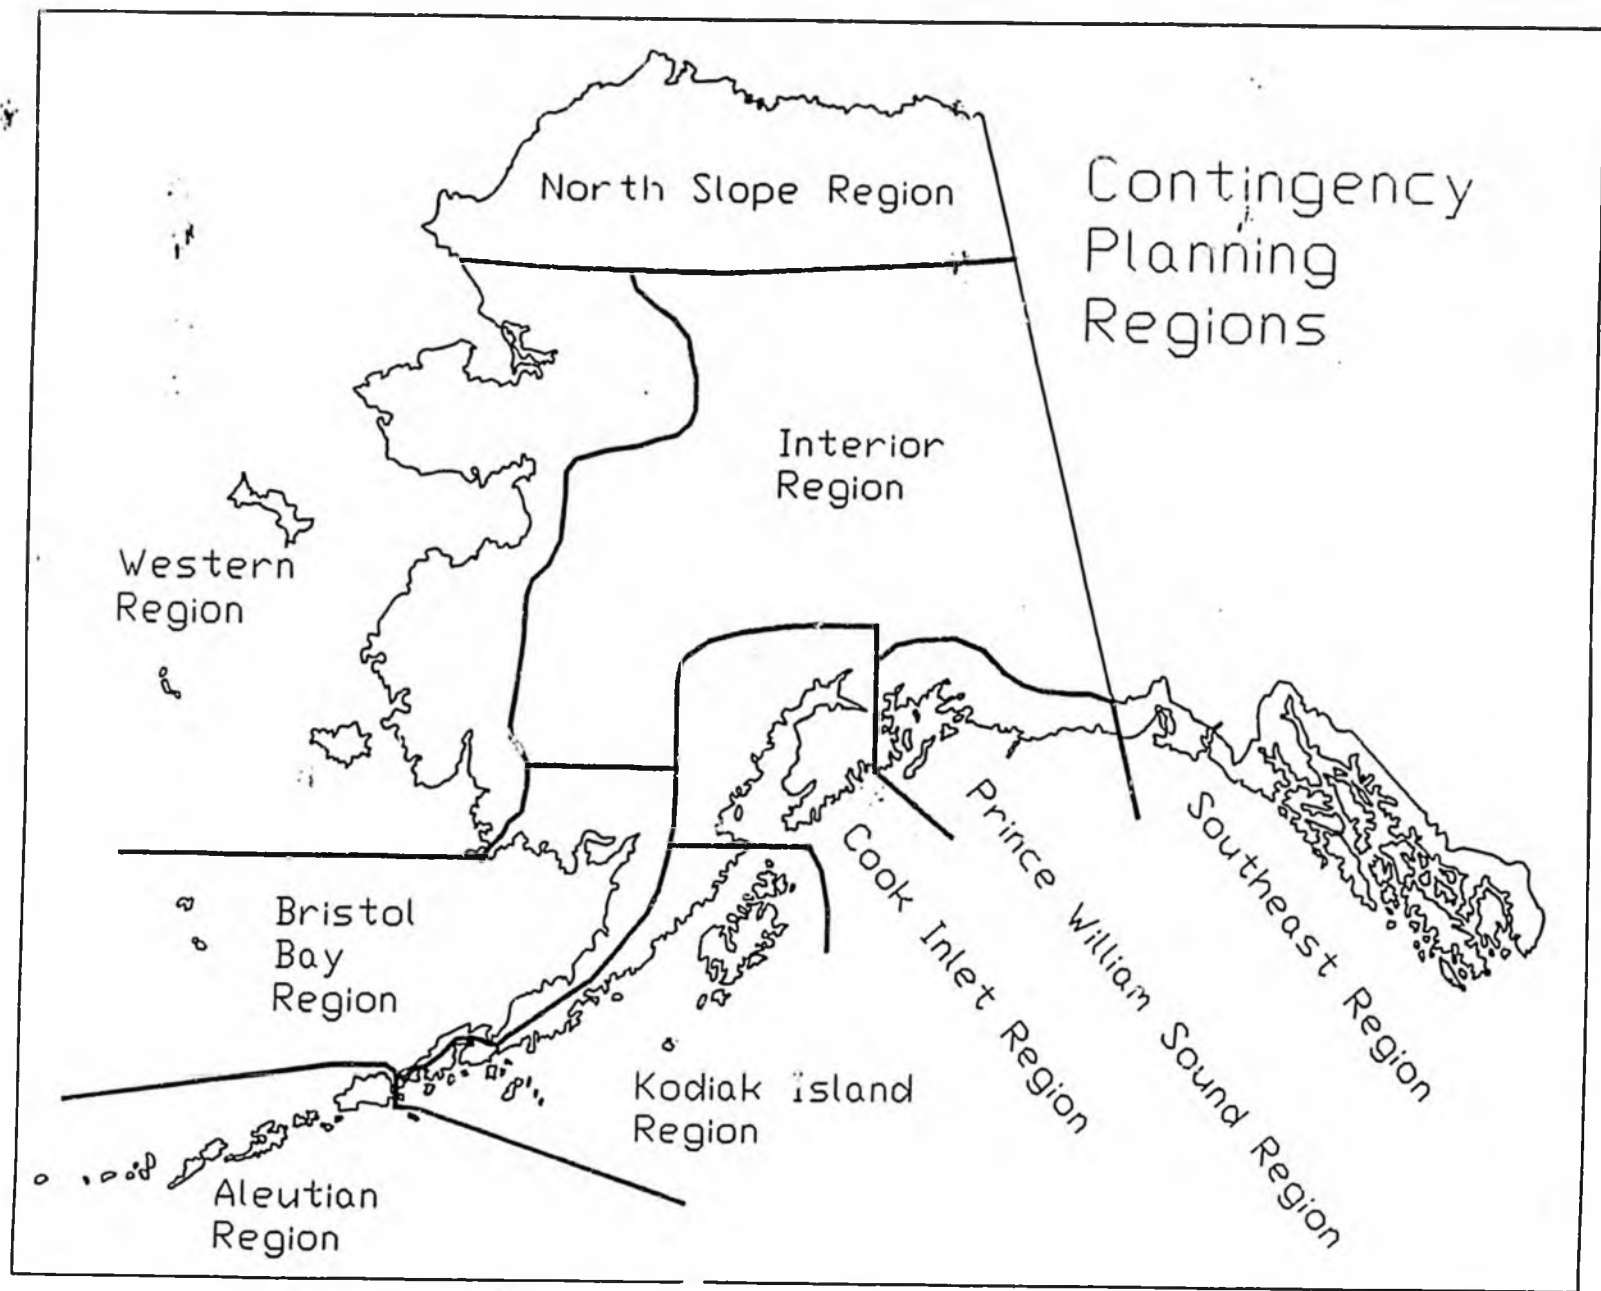 Contingency
Planning
Regions
North Slope Region
Interior
Region
Western
Region
Bristol
Bay
Region
Aleutian
Region
Kodiak island
Region
Cook Inlet Region
Prince William Sound Region
Southeast Region